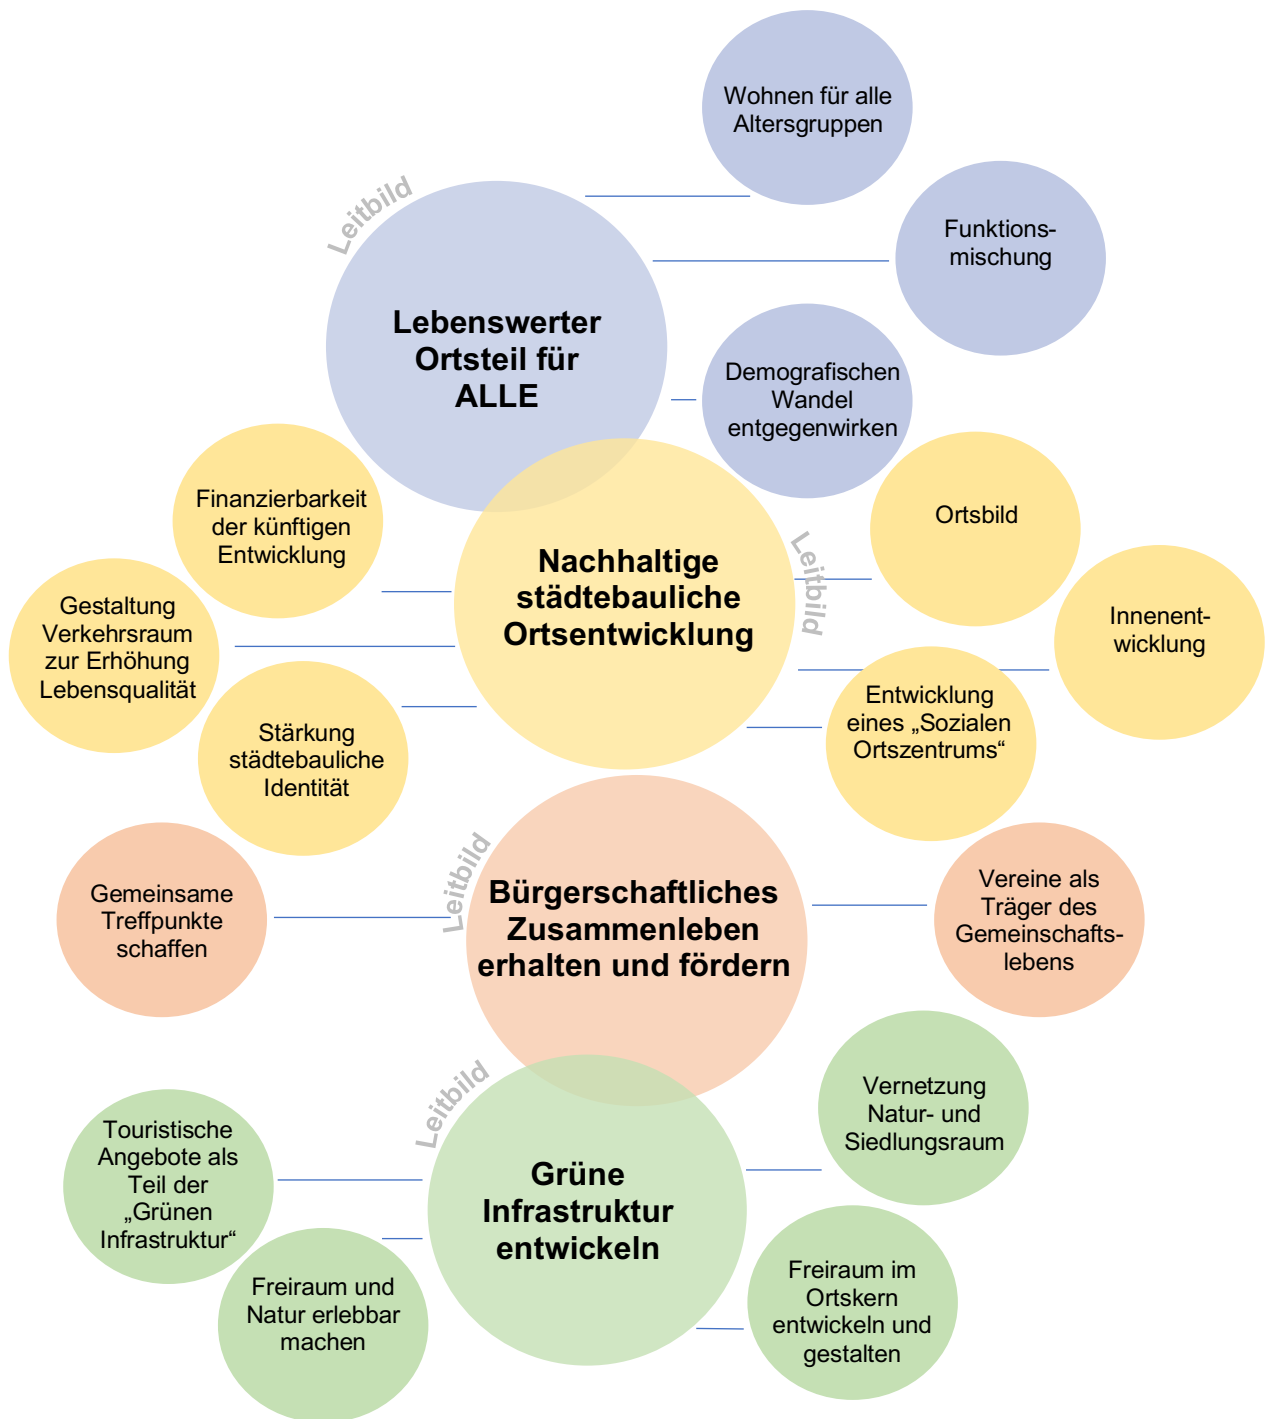 Wohnen für alle
Altersgruppen
Leitbild
Funktions-
mischung
Lebenswerter
Ortsteil für
ALLE
Demografischen
Wandel
entgegenwirken
Finanzierbarkeit
der künftigen
Entwicklung
Ortsbild
Leitbild
Nachhaltige
städtebauliche
Ortsentwicklung
Gestaltung
Verkehrsraum
zur Erhöhung
Lebensqualität
Innenent-
wicklung
Entwicklung
eines „Sozialen
Ortszentrums“
Stärkung
städtebauliche
Identität
Leitbild
Bürgerschaftliches
Zusammenleben
erhalten und fördern
Gemeinsame
Treffpunkte
schaffen
Vereine als
Träger des
Gemeinschafts-
lebens
Leitbild
Vernetzung
Natur- und
Siedlungsraum
Touristische
Angebote als
Teil der
„Grünen
Infrastruktur“
Grüne
Infrastruktur
entwickeln
Freiraum und
Natur erlebbar
machen
Freiraum im
Ortskern
entwickeln und
gestalten